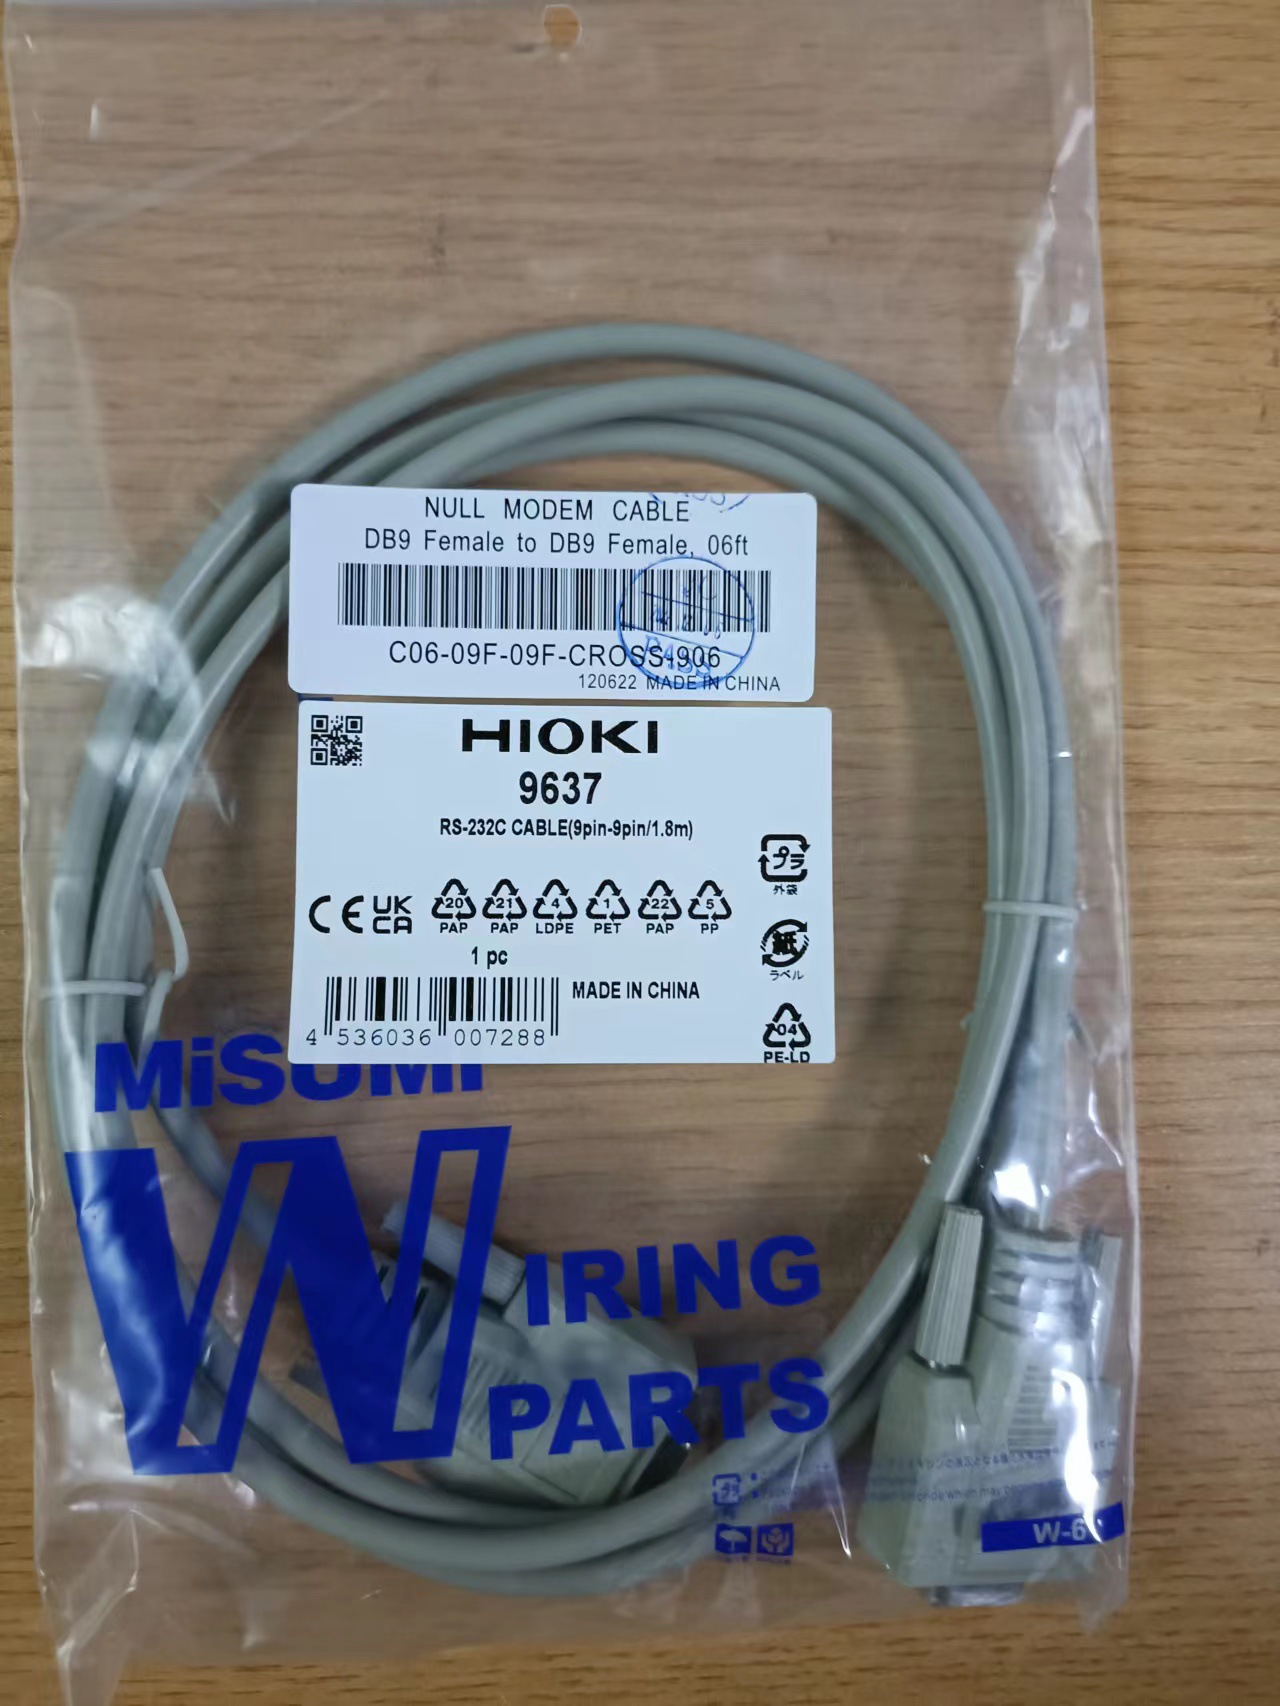 NULL MODEM CABLE
DB9 Female to DB9 Female, 06ft
C06-09F-09F-CROSS-906
120622 MADE IN CHINA
PASS
HIOKI
9637
RS-232C CABLE(9pin-9pin/1.8m)
プラ
外袋
CE UK CA
20 21 4 1 22 5
PAP PAP LDPE PET PAP PP
紙
ラベル
1 pc
MADE IN CHINA
4 536036 007288
04
PE-LD
MiSUMi
WIRING
PARTS
プラ
W-6